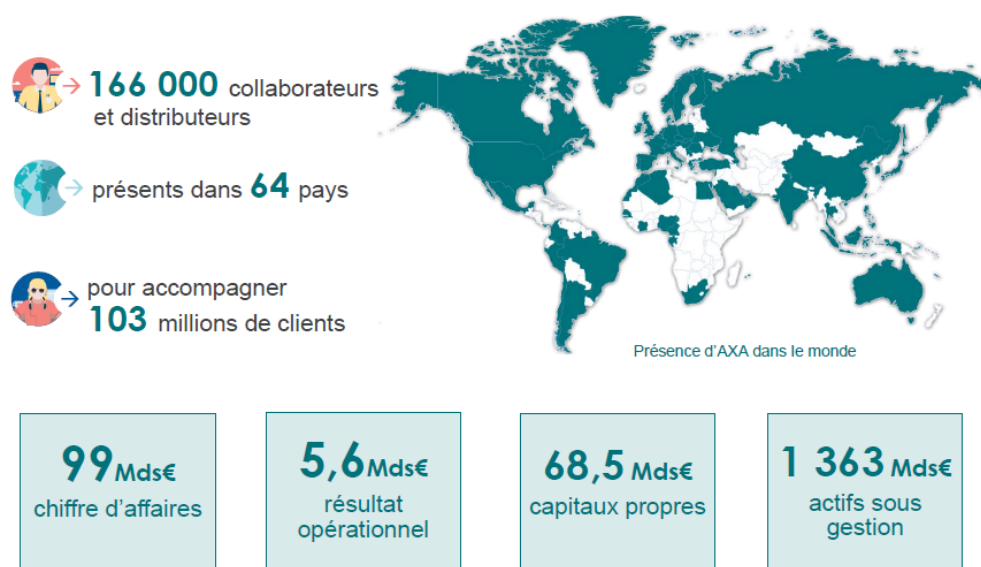 166 000 collaborateurs
et distributeurs
présents dans 64 pays
pour accompagner
103 millions de clients
Présence d'AXA dans le monde
99Mds€
chiffre d'affaires
5,6Mds€
résultat
opérationnel
68,5 Mds€
capitaux propres
1 363 Mds€
actifs sous
gestion